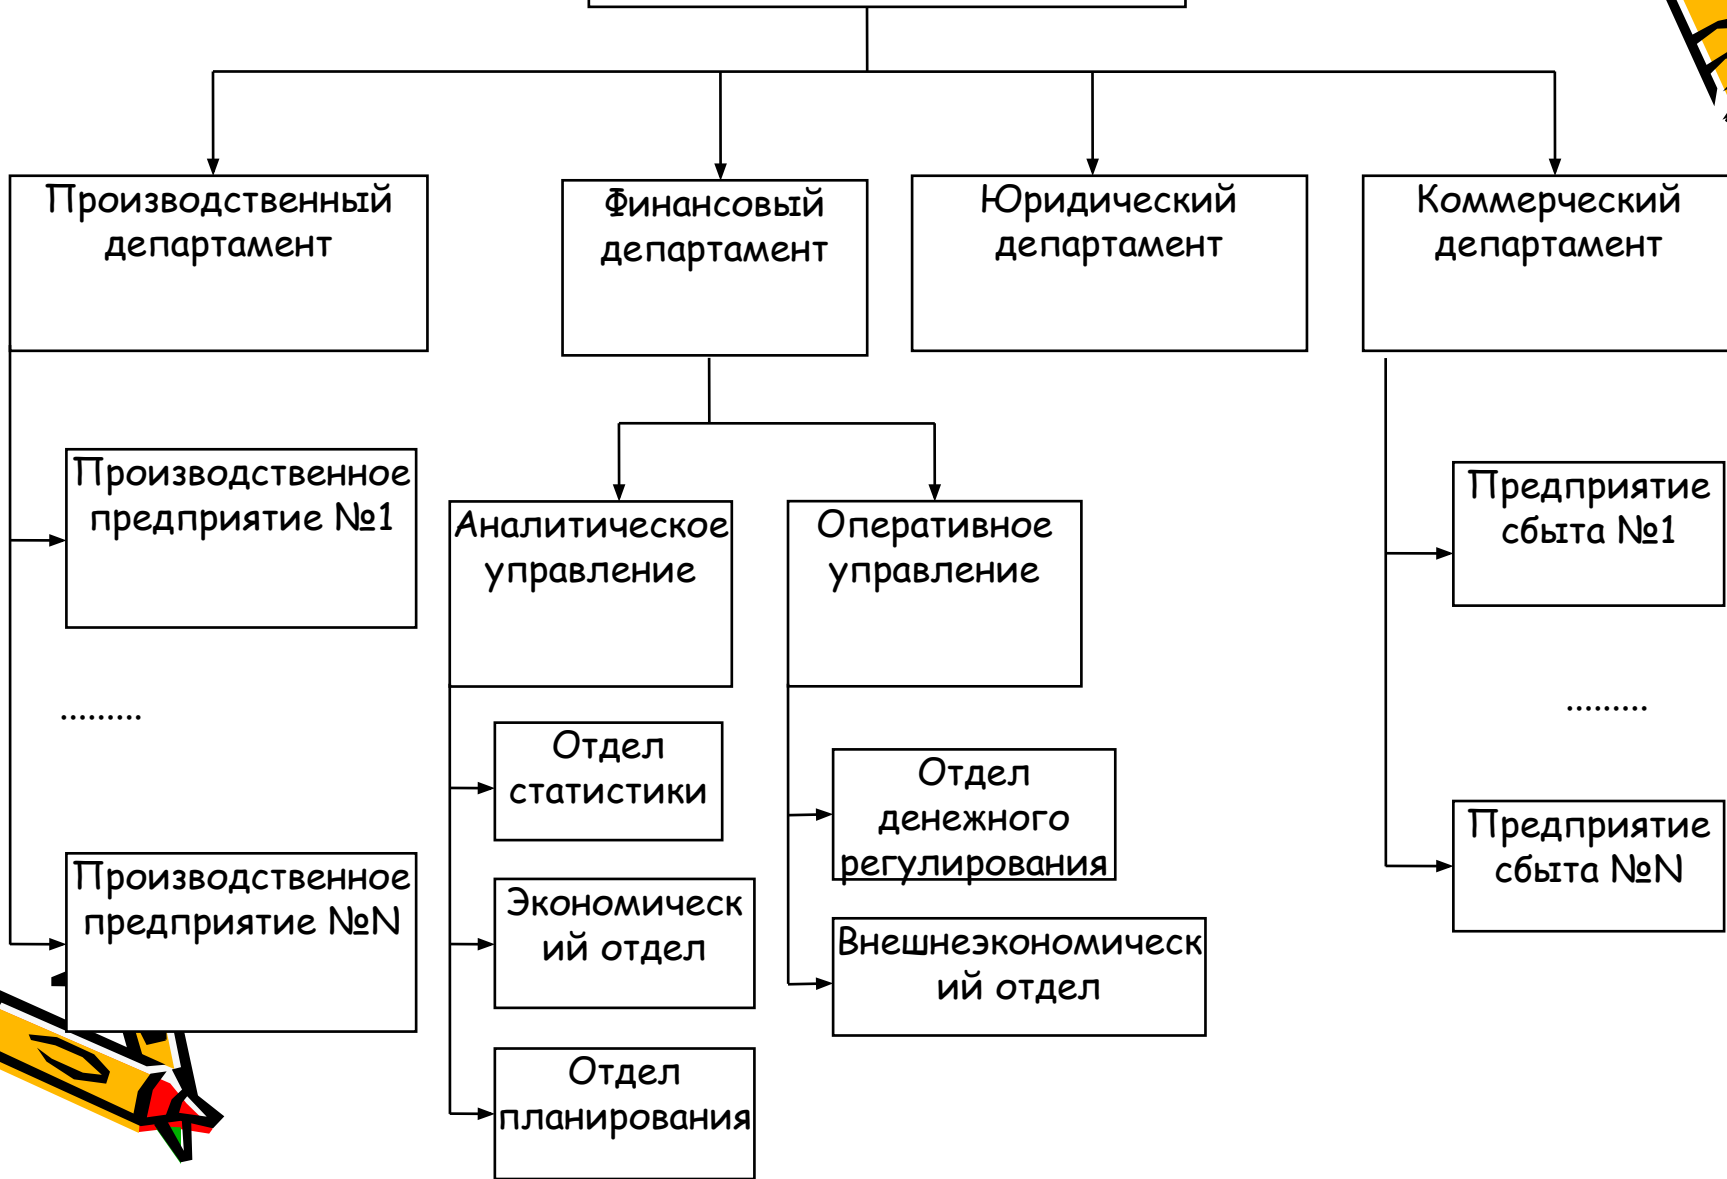 Производственный
департамент
Финансовый
департамент
Юридический
департамент
Коммерческий
департамент
Производственное
предприятие №1
.........
Производственное
предприятие №N
Аналитическое
управление
Отдел
статистики
Экономическ
ий отдел
Отдел
планирования
Оперативное
управление
Отдел
денежного
регулирования
Внешнеэкономическ
ий отдел
Предприятие
сбыта №1
.........
Предприятие
сбыта №N